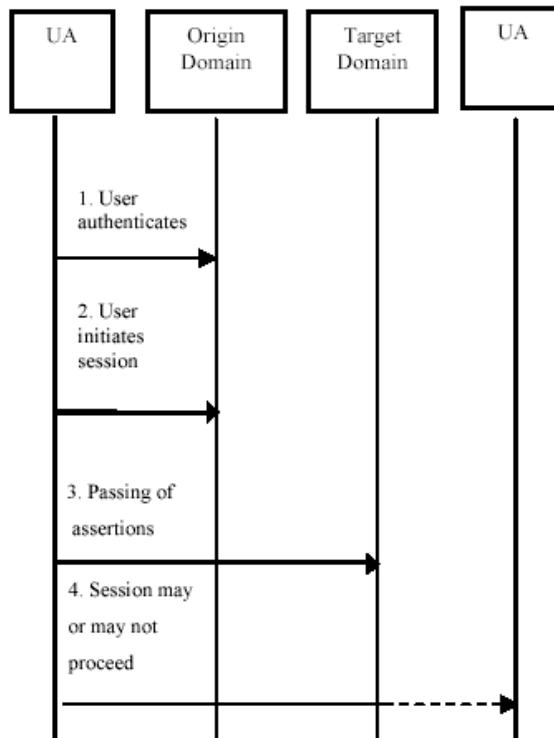 UA
Origin
Domain
Target
Domain
UA
1. User
authenticates
2. User
initiates
session
3. Passing of
assertions
4. Session may
or may not
proceed